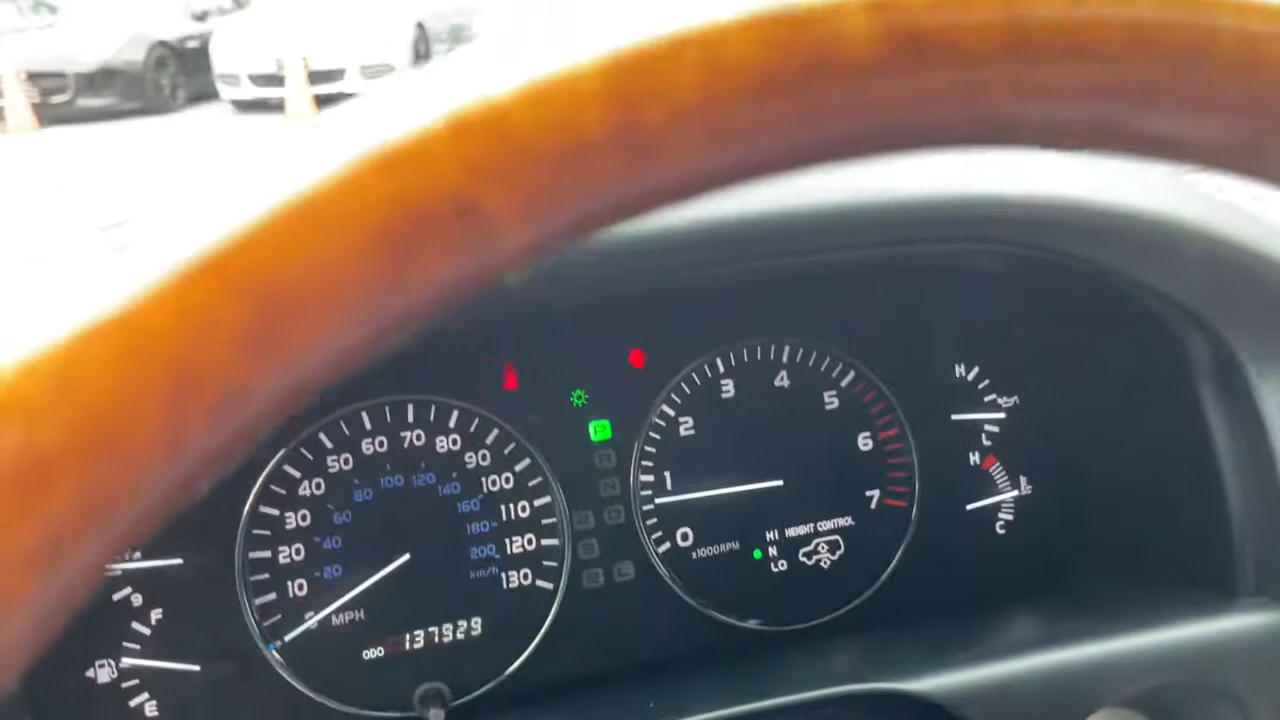 10 20 30 40 50 60 70 80 90 100 110 120 130
20 40 60 80 100 120 140 160 180 200
km/h
MPH
ODO 137929
F
E
P
R
N
D
L
0 1 2 3 4 5 6 7
x1000RPM
HI HEIGHT CONTROL
N
LO
H
L
H
C